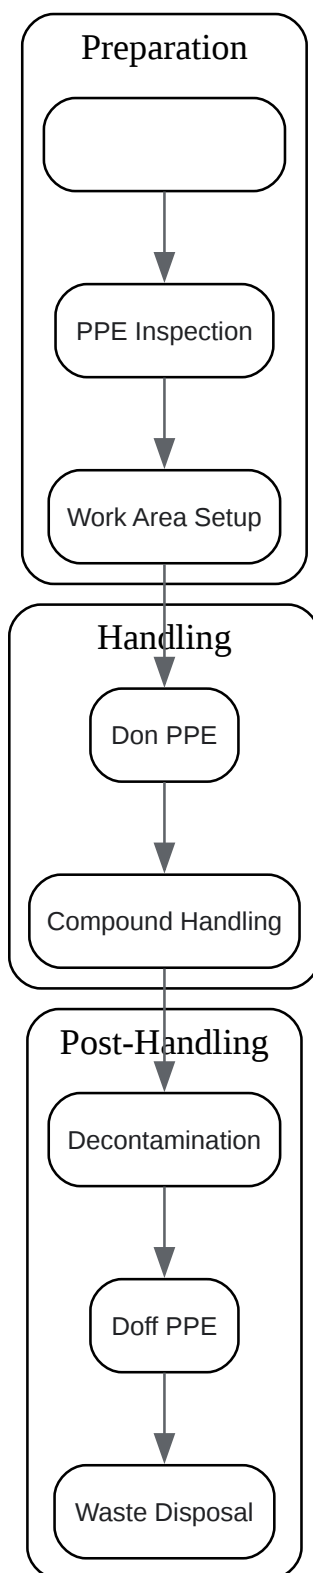 Preparation
PPE Inspection
Work Area Setup
Handling
Don PPE
Compound Handling
Post-Handling
Decontamination
Doff PPE
Waste Disposal